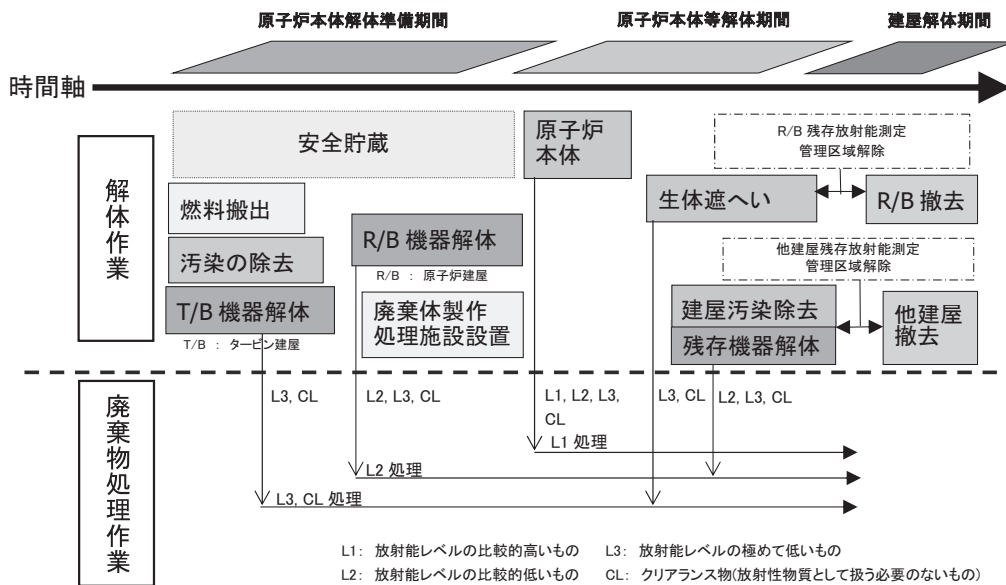 原子炉本体解体準備期間
原子炉本体等解体期間
建屋解体期間
時間軸
解体作業
安全貯蔵
原子炉
本体
R/B 残存放射能測定
管理区域解除
燃料搬出
生体遮へい
R/B 撤去
汚染の除去
R/B 機器解体
R/B : 原子炉建屋
他建屋残存放射能測定
管理区域解除
T/B 機器解体
T/B : タービン建屋
廃棄体製作
処理施設設置
建屋汚染除去
残存機器解体
他建屋
撤去
廃棄物処理作業
L3, CL
L2, L3, CL
L1, L2, L3,
CL
L3, CL
L2, L3, CL
L1 処理
L2 処理
L3, CL 処理
L1: 放射能レベルの比較的高いもの
L3: 放射能レベルの極めて低いもの
L2: 放射能レベルの比較的低いもの
CL: クリアランス物(放射性物質として扱う必要のないもの)